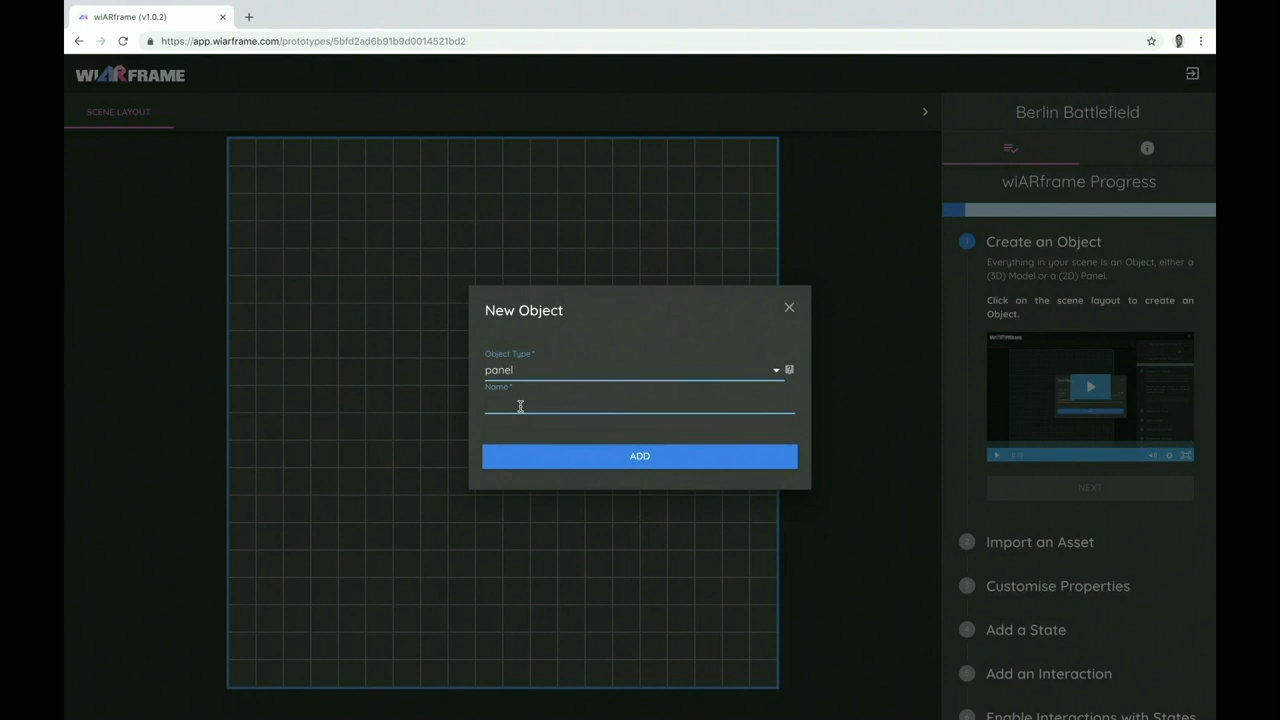 wiARframe (v1.0.2)
https://app.wiarframe.com/prototypes/5bfd2ad6b91b9d0014521bd2
WIARFRAME
SCENE LAYOUT
Berlin Battlefield
wiARframe Progress
1 Create an Object
Everything in your scene is an Object, either a
(3D) Model or a (2D) Panel.
Click on the scene layout to create an
Object.
NEXT
2 Import an Asset
3 Customise Properties
4 Add a State
5 Add an Interaction
Enable Interactions with States
New Object
Object Type *
panel
Name *
ADD